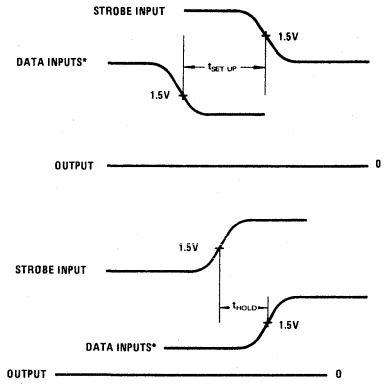 STROBE INPUT
1.5V
DATA INPUTS*
tSET UP
1.5V
OUTPUT 0
1.5V
STROBE INPUT
tHOLD
1.5V
DATA INPUTS*
OUTPUT 0